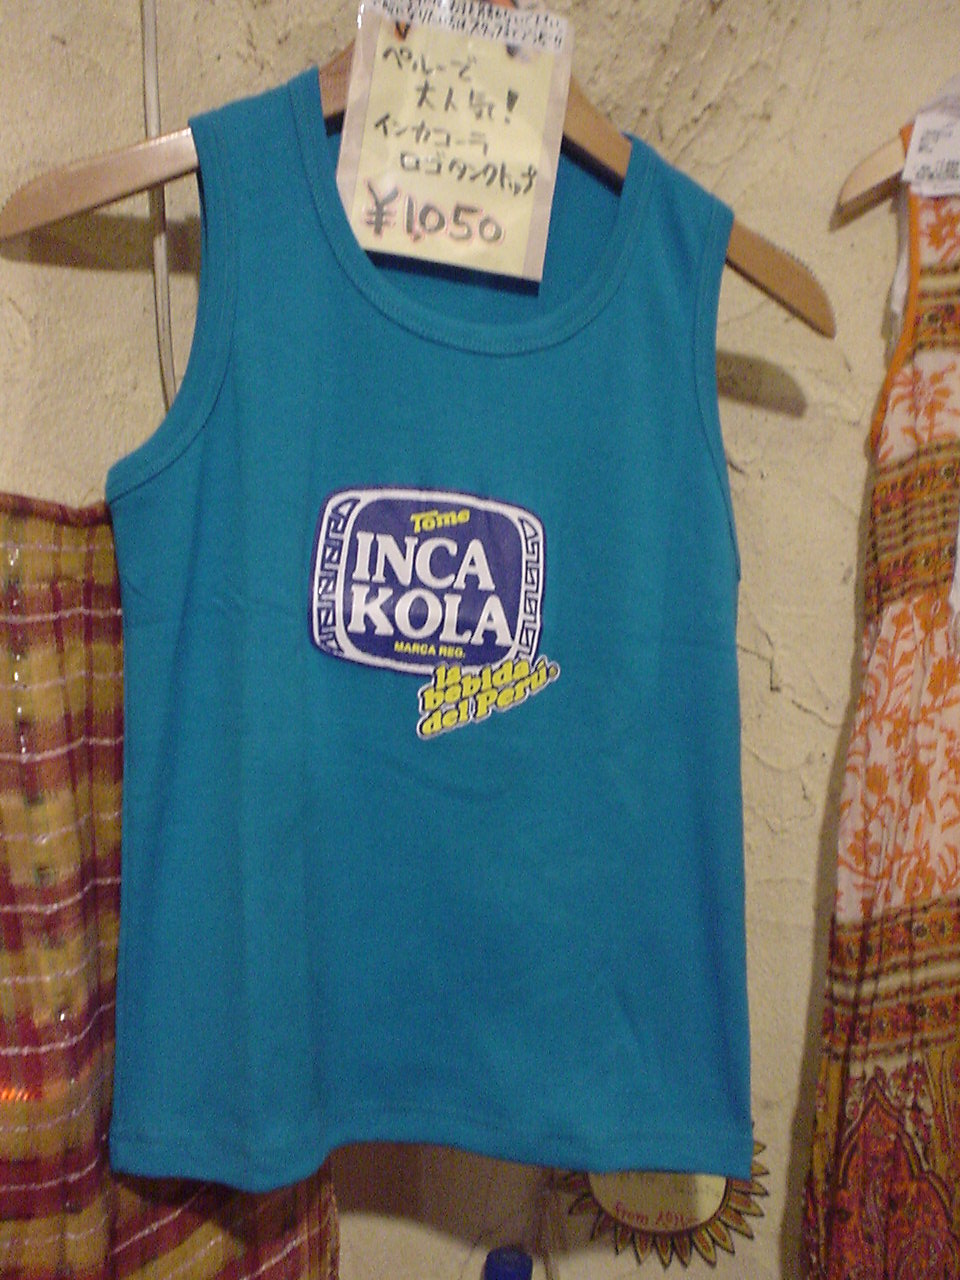 ペルーで
大人気!
インカコーラ
ロゴタンクトップ
¥1050
Tome
INCA
KOLA
MARCA REG.
la
bebida
del Perú.